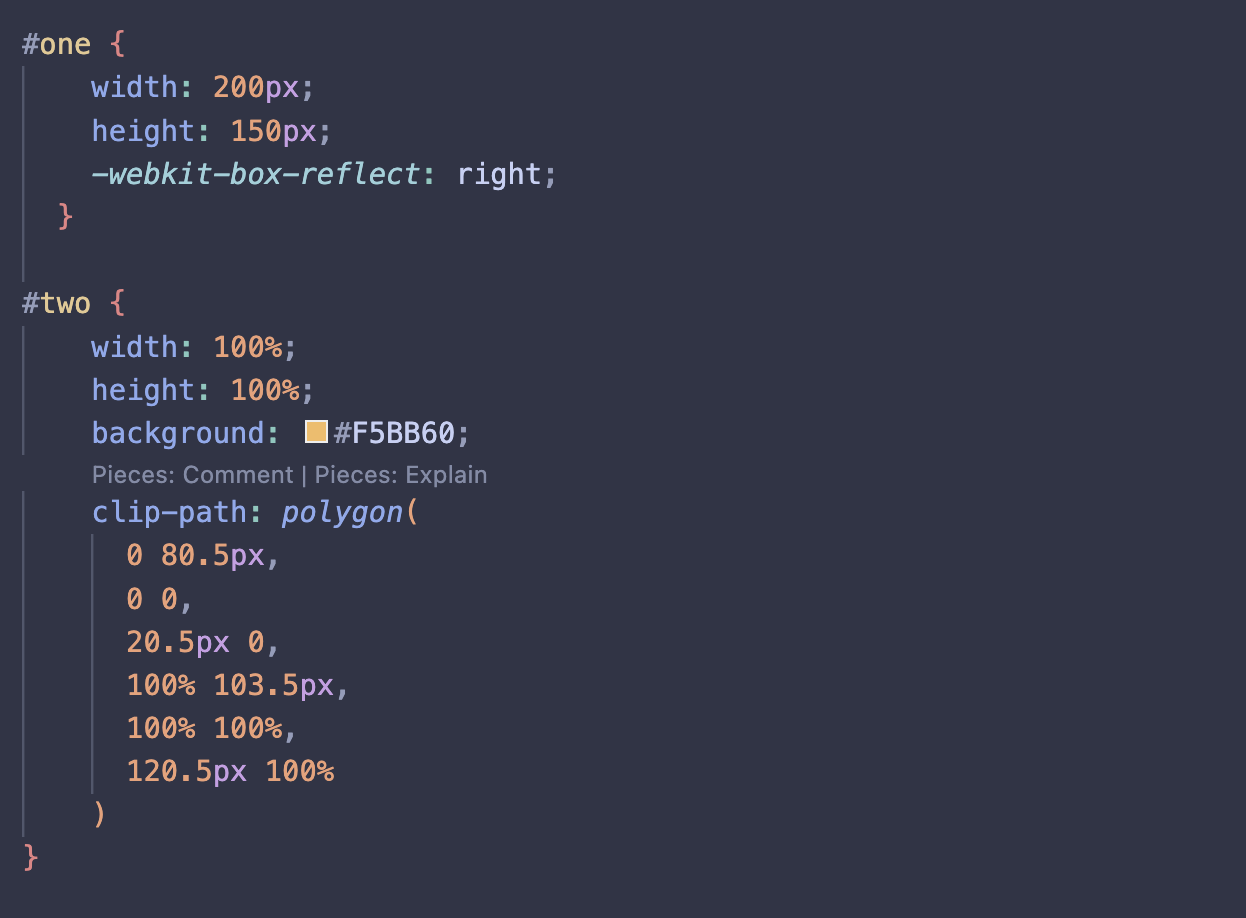 #one {
    width: 200px;
    height: 150px;
    -webkit-box-reflect: right;
  }

#two {
    width: 100%;
    height: 100%;
    background: #F5BB60;
    Pieces: Comment | Pieces: Explain
    clip-path: polygon(
      0 80.5px,
      0 0,
      20.5px 0,
      100% 103.5px,
      100% 100%,
      120.5px 100%
    )
}